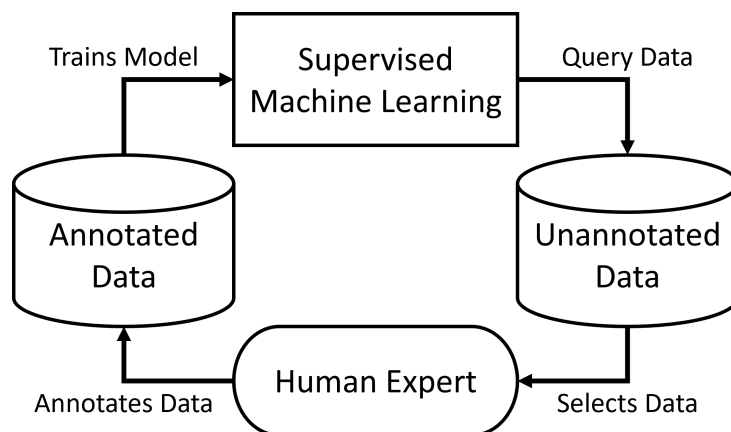 Trains Model
Supervised
Machine Learning
Query Data
Annotated
Data
Unannotated
Data
Annotates Data
Human Expert
Selects Data